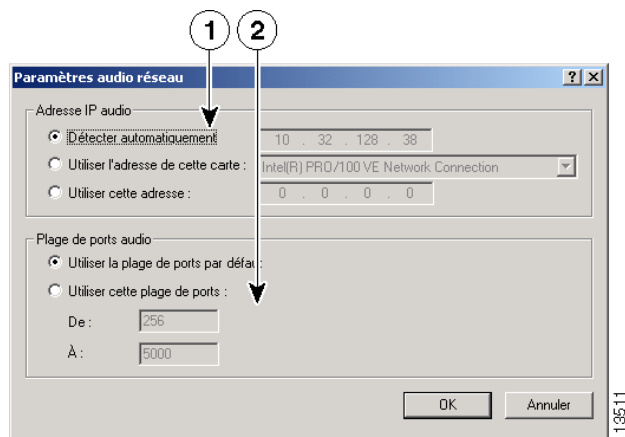 1 2
Paramètres audio réseau
Adresse IP audio
Détecter automatiquement 10 . 32 . 128 . 38
Utiliser l'adresse de cette carte : Intel(R) PRO/100 VE Network Connection
Utiliser cette adresse : 0 . 0 . 0 . 0
Plage de ports audio
Utiliser la plage de ports par défau
Utiliser cette plage de ports :
De : 256
À : 5000
OK Annuler
13511